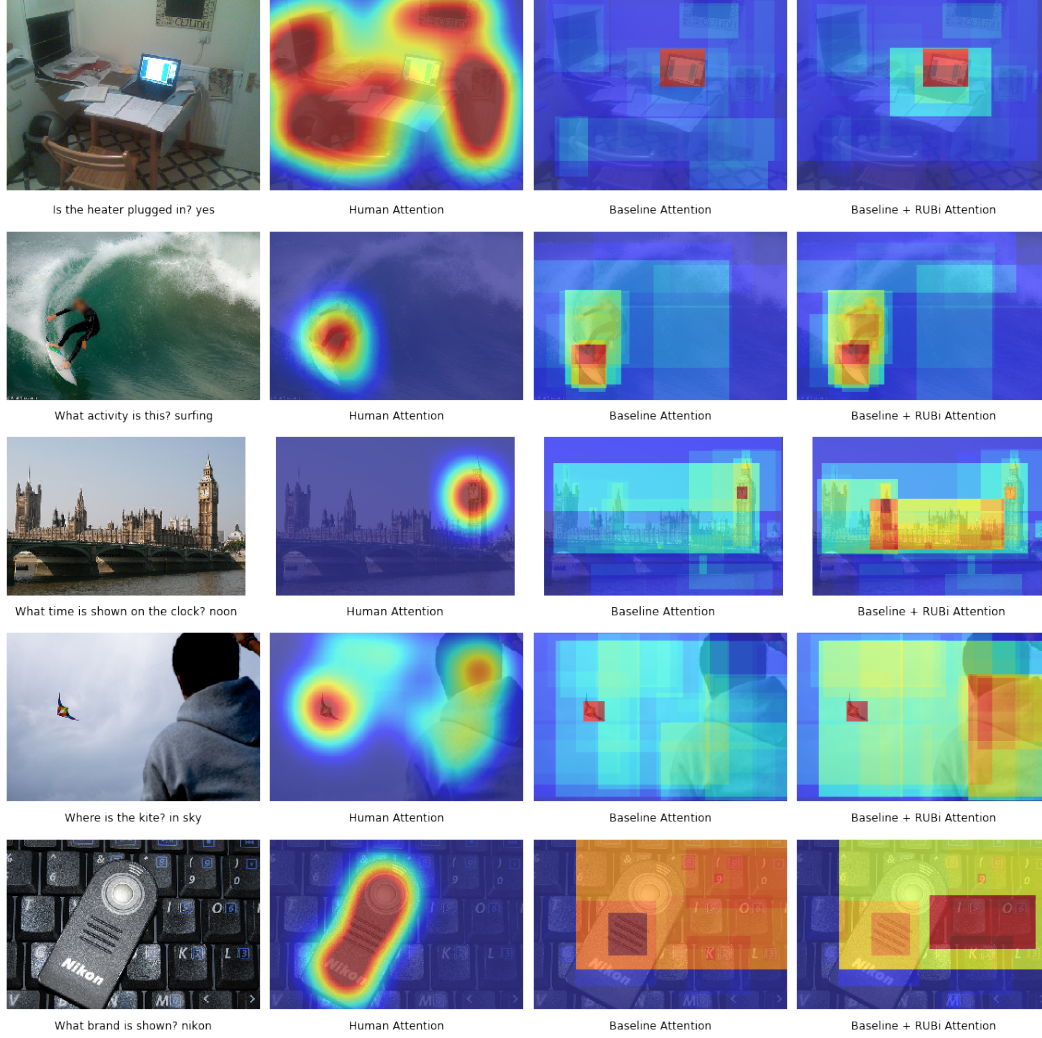 CEILIDH
Is the heater plugged in? yes
Human Attention
Baseline Attention
Baseline + RUBi Attention
What activity is this? surfing
Human Attention
Baseline Attention
Baseline + RUBi Attention
What time is shown on the clock? noon
Human Attention
Baseline Attention
Baseline + RUBi Attention
Where is the kite? in sky
Human Attention
Baseline Attention
Baseline + RUBi Attention
Nikon
What brand is shown? nikon
Human Attention
Baseline Attention
Baseline + RUBi Attention